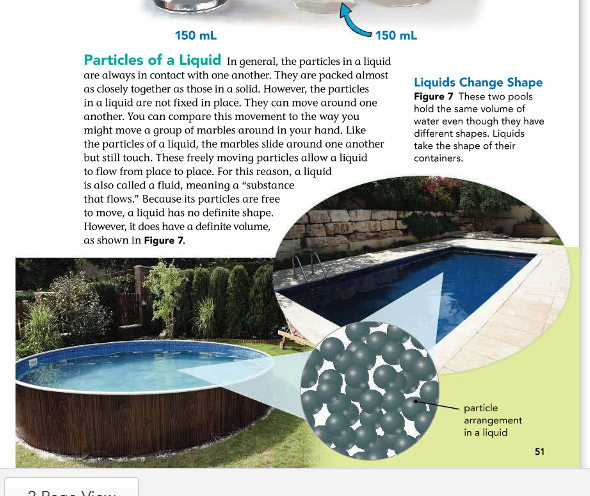 150 mL
150 mL
Particles of a Liquid In general, the particles in a liquid
are always in contact with one another. They are packed almost
as closely together as those in a solid. However, the particles
in a liquid are not fixed in place. They can move around one
another. You can compare this movement to the way you
might move a group of marbles around in your hand. Like
the particles of a liquid, the marbles slide around one another
but still touch. These freely moving particles allow a liquid
to flow from place to place. For this reason, a liquid
is also called a fluid, meaning a “substance
that flows.” Because its particles are free
to move, a liquid has no definite shape.
However, it does have a definite volume,
as shown in Figure 7.
Liquids Change Shape
Figure 7 These two pools
hold the same volume of
water even though they have
different shapes. Liquids
take the shape of their
containers.
particle
arrangement
in a liquid
51
2 Page View